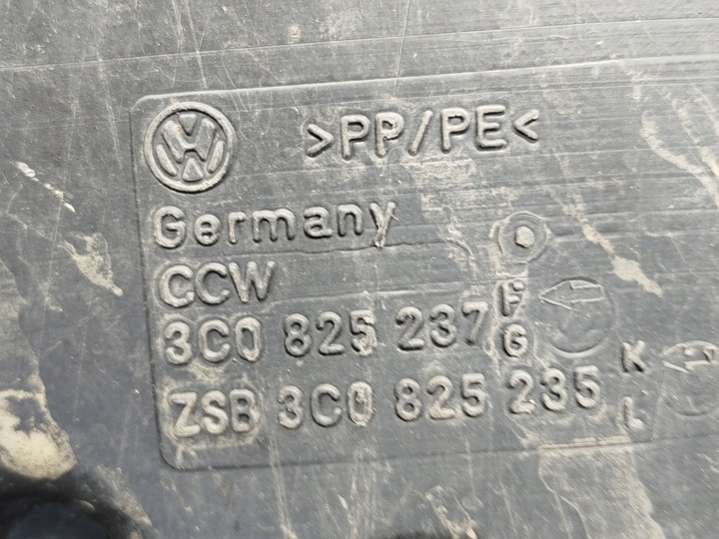 >PP/PE<
Germany
CCW
3C0 825 237 F
G
ZSB 3C0 825 235 K
L